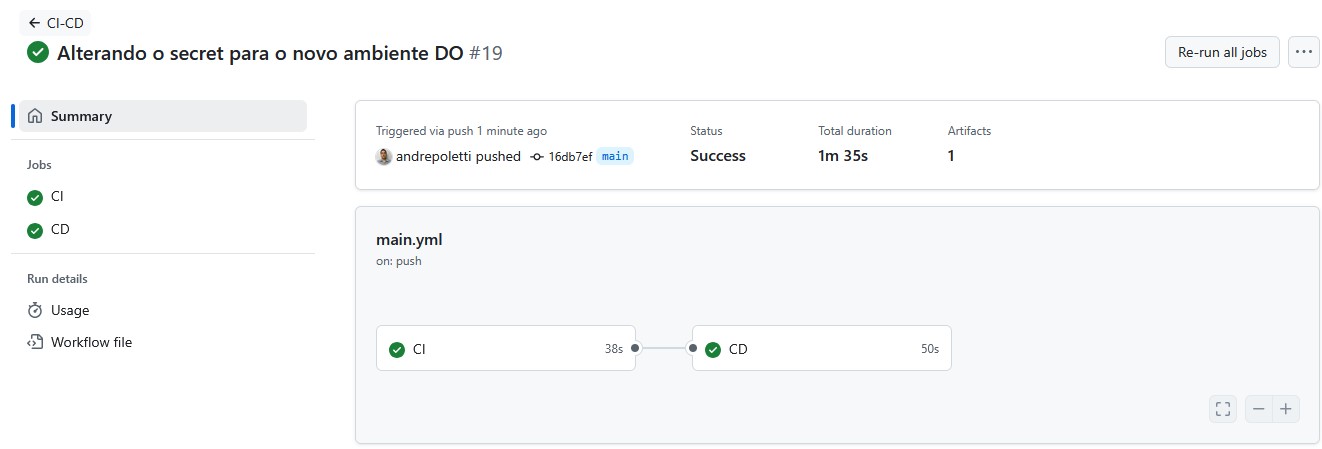 CI-CD
Alterando o secret para o novo ambiente DO #19
Re-run all jobs
Summary
Jobs
CI
CD
Run details
Usage
Workflow file
Triggered via push 1 minute ago
andrepoletti pushed 16db7ef main
Status
Success
Total duration
1m 35s
Artifacts
1
main.yml
on: push
CI 38s
CD 50s